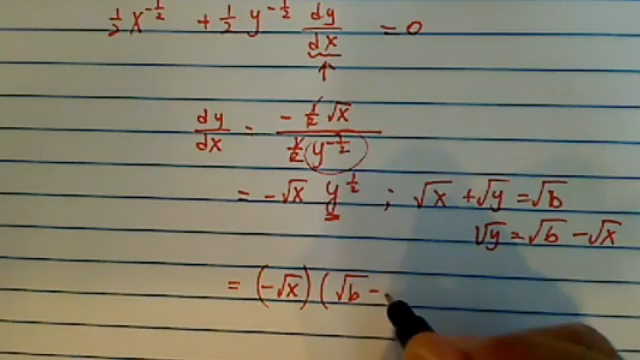 ½ x^{-½} + ½ y^{-½} dy/dx = 0
↑
dy/dx = (-½ √x) / (½ y^{-½})
= -√x y^{½} ; √x + √y = √b
√y = √b - √x
= (-√x) (√b -